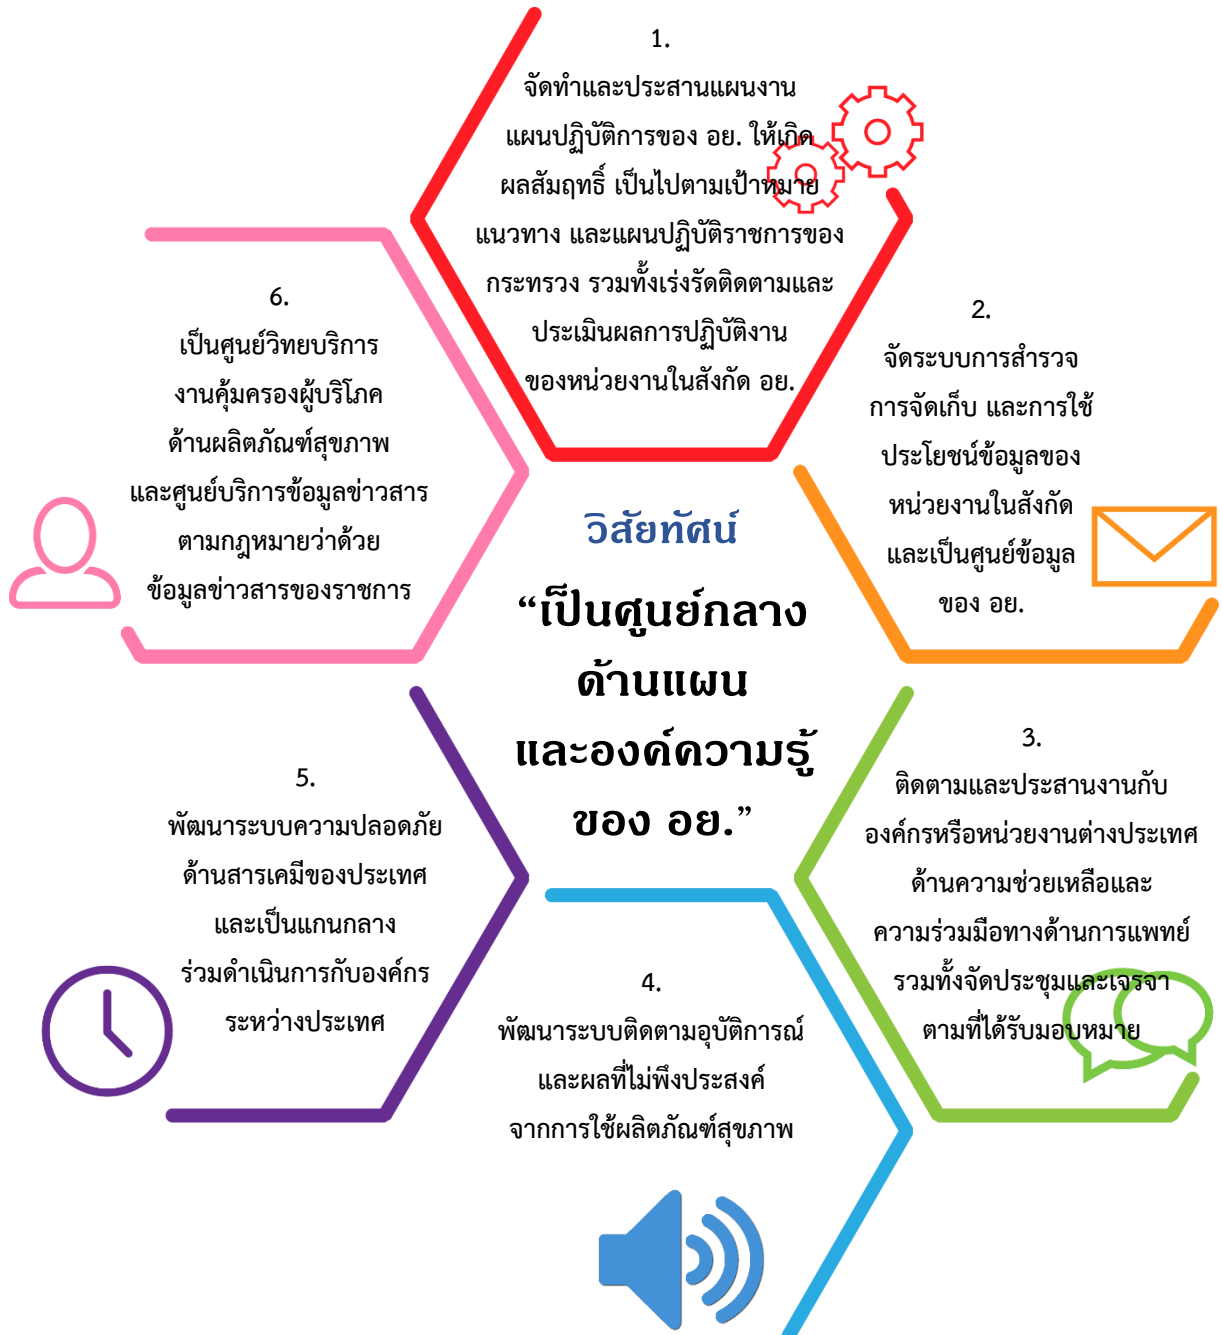 1.
จัดทำและประสานแผนงาน
แผนปฏิบัติการของ อย. ให้เกิด
ผลสัมฤทธิ์ เป็นไปตามเป้าหมาย
แนวทาง และแผนปฏิบัติราชการของ
กระทรวง รวมทั้งเร่งรัดติดตามและ
ประเมินผลการปฏิบัติงาน
ของหน่วยงานในสังกัด อย.
2.
จัดระบบการสำรวจ
การจัดเก็บ และการใช้
ประโยชน์ข้อมูลของ
หน่วยงานในสังกัด
และเป็นศูนย์ข้อมูล
ของ อย.
3.
ติดตามและประสานงานกับ
องค์กรหรือหน่วยงานต่างประเทศ
ด้านความช่วยเหลือและ
ความร่วมมือทางด้านการแพทย์
รวมทั้งจัดประชุมและเจรจา
ตามที่ได้รับมอบหมาย
4.
พัฒนาระบบติดตามอุบัติการณ์
และผลที่ไม่พึงประสงค์
จากการใช้ผลิตภัณฑ์สุขภาพ
5.
พัฒนาระบบความปลอดภัย
ด้านสารเคมีของประเทศ
และเป็นแกนกลาง
ร่วมดำเนินการกับองค์กร
ระหว่างประเทศ
6.
เป็นศูนย์วิทยบริการ
งานคุ้มครองผู้บริโภค
ด้านผลิตภัณฑ์สุขภาพ
และศูนย์บริการข้อมูลข่าวสาร
ตามกฎหมายว่าด้วย
ข้อมูลข่าวสารของราชการ
วิสัยทัศน์
“เป็นศูนย์กลาง
ด้านแผน
และองค์ความรู้
ของ อย.”